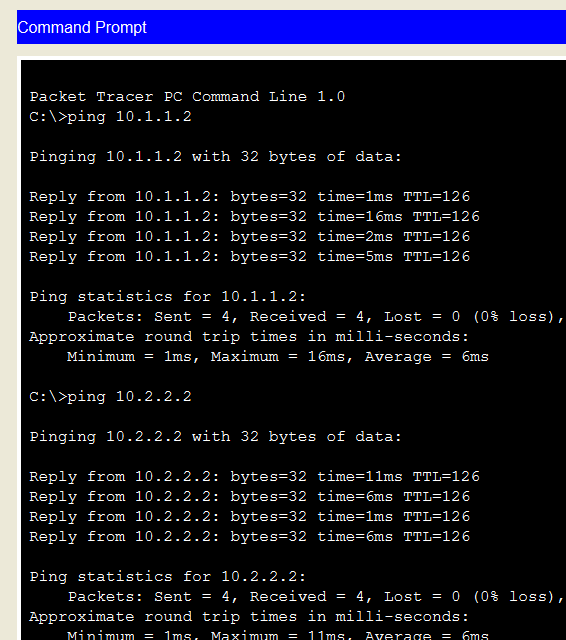 Command Prompt
Packet Tracer PC Command Line 1.0
C:\>ping 10.1.1.2
Pinging 10.1.1.2 with 32 bytes of data:
Reply from 10.1.1.2: bytes=32 time=1ms TTL=126
Reply from 10.1.1.2: bytes=32 time=16ms TTL=126
Reply from 10.1.1.2: bytes=32 time=2ms TTL=126
Reply from 10.1.1.2: bytes=32 time=5ms TTL=126
Ping statistics for 10.1.1.2:
Packets: Sent = 4, Received = 4, Lost = 0 (0% loss),
Approximate round trip times in milli-seconds:
Minimum = 1ms, Maximum = 16ms, Average = 6ms
C:\>ping 10.2.2.2
Pinging 10.2.2.2 with 32 bytes of data:
Reply from 10.2.2.2: bytes=32 time=11ms TTL=126
Reply from 10.2.2.2: bytes=32 time=6ms TTL=126
Reply from 10.2.2.2: bytes=32 time=1ms TTL=126
Reply from 10.2.2.2: bytes=32 time=6ms TTL=126
Ping statistics for 10.2.2.2:
Packets: Sent = 4, Received = 4, Lost = 0 (0% loss),
Approximate round trip times in milli-seconds:
Minimum = 1ms, Maximum = 11ms, Average = 6ms